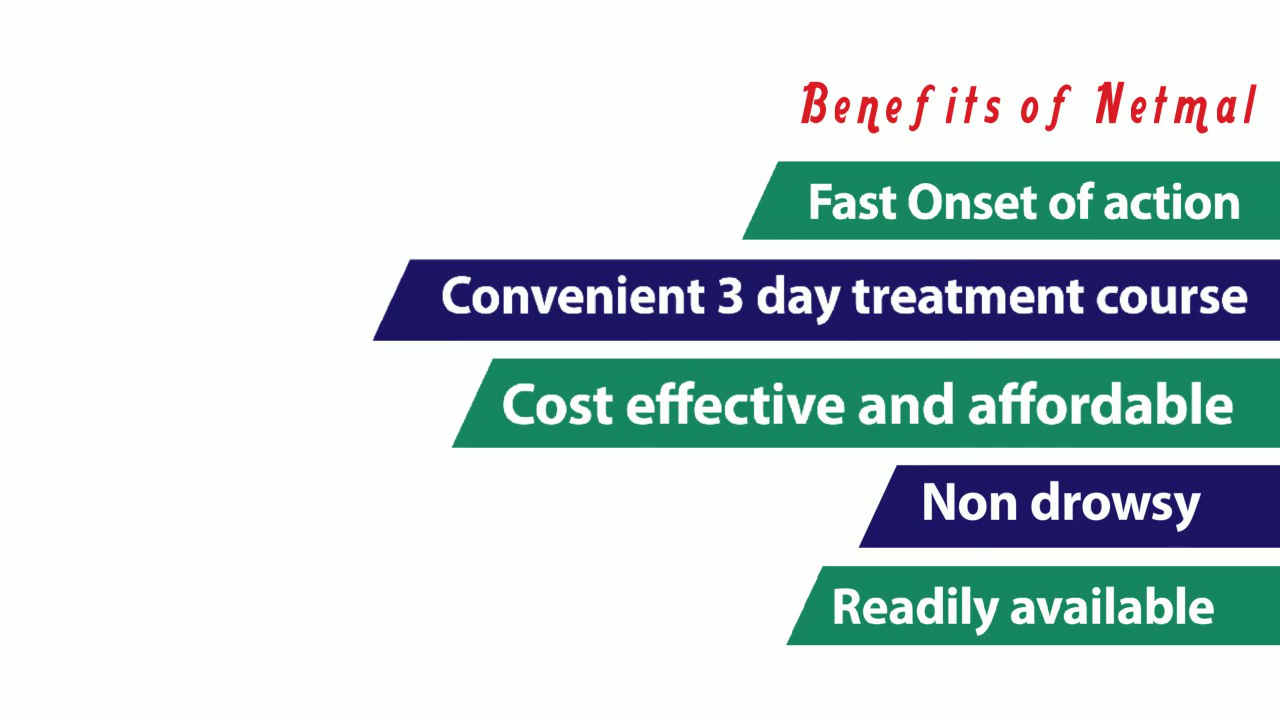 Benefits of Netmal
Fast Onset of action
Convenient 3 day treatment course
Cost effective and affordable
Non drowsy
Readily available